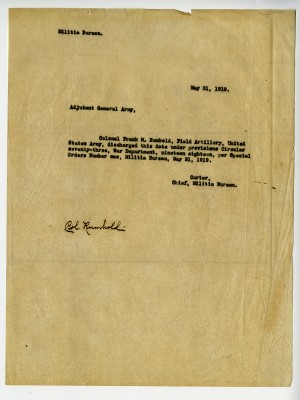 Militia Bureau.
May 21, 1919.
Adjutant General Army,
Colonel Frank M. Rumbold, Field Artillery, United
States Army, discharged this date under provisions Circular
seventy-three, War Department, nineteen eighteen, per Special
Orders Number one, Militia Bureau, May 21, 1919.
Carter,
Chief, Militia Bureau.
Col. Rumbold